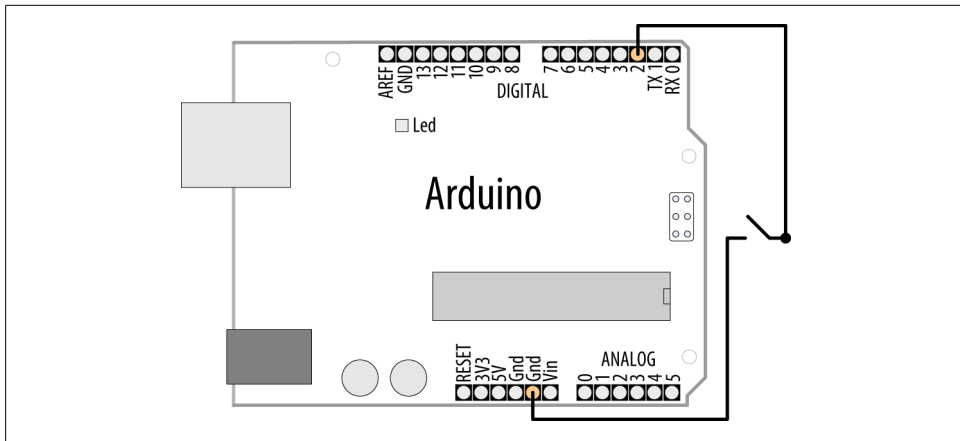 AREF GND 13 12 11 10 9 8 7 6 5 4 3 2 TX 1 RX 0
DIGITAL
Led
Arduino
RESET 3V3 5V Gnd Gnd Vin
ANALOG
0 1 2 3 4 5